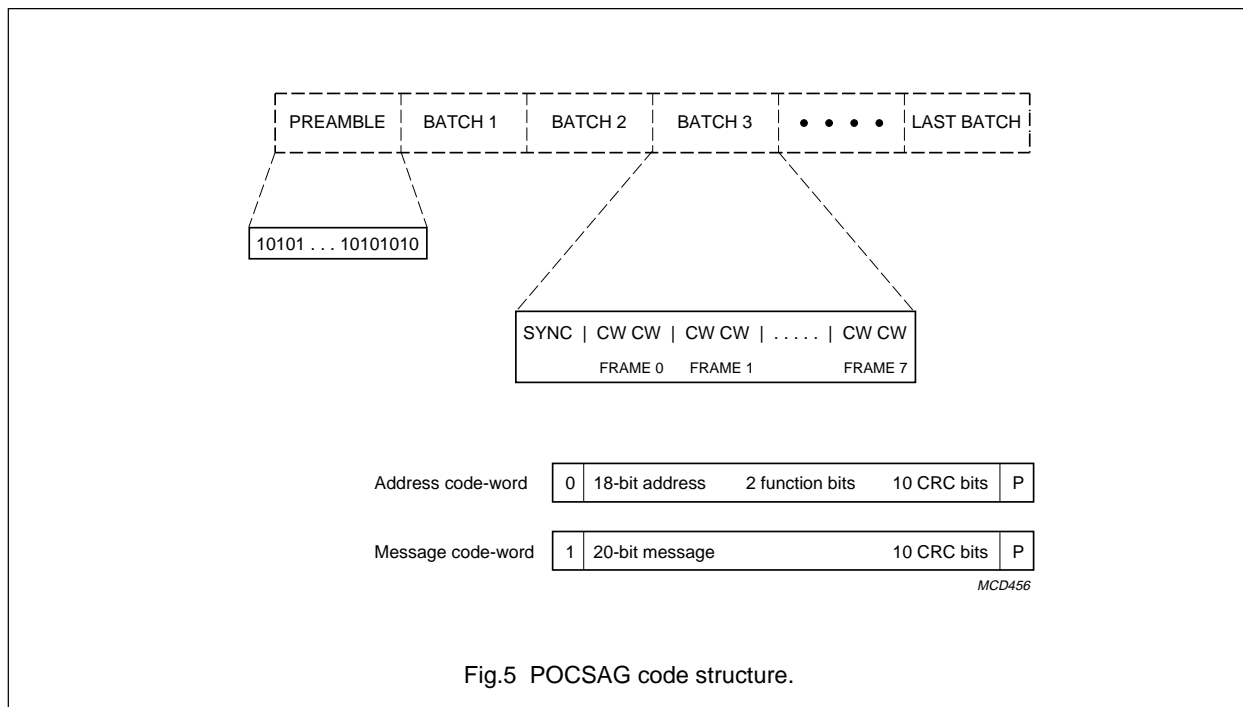 PREAMBLE BATCH 1 BATCH 2 BATCH 3 • • • • LAST BATCH
10101 . . . 10101010
SYNC | CW CW | CW CW | . . . . . | CW CW
FRAME 0 FRAME 1 FRAME 7
Address code-word 0 18-bit address 2 function bits 10 CRC bits P
Message code-word 1 20-bit message 10 CRC bits P
MCD456
Fig.5 POCSAG code structure.